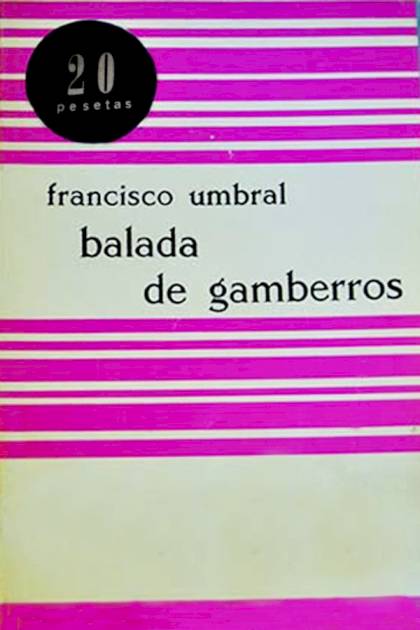 20
pesetas
francisco umbral
balada
de gamberros